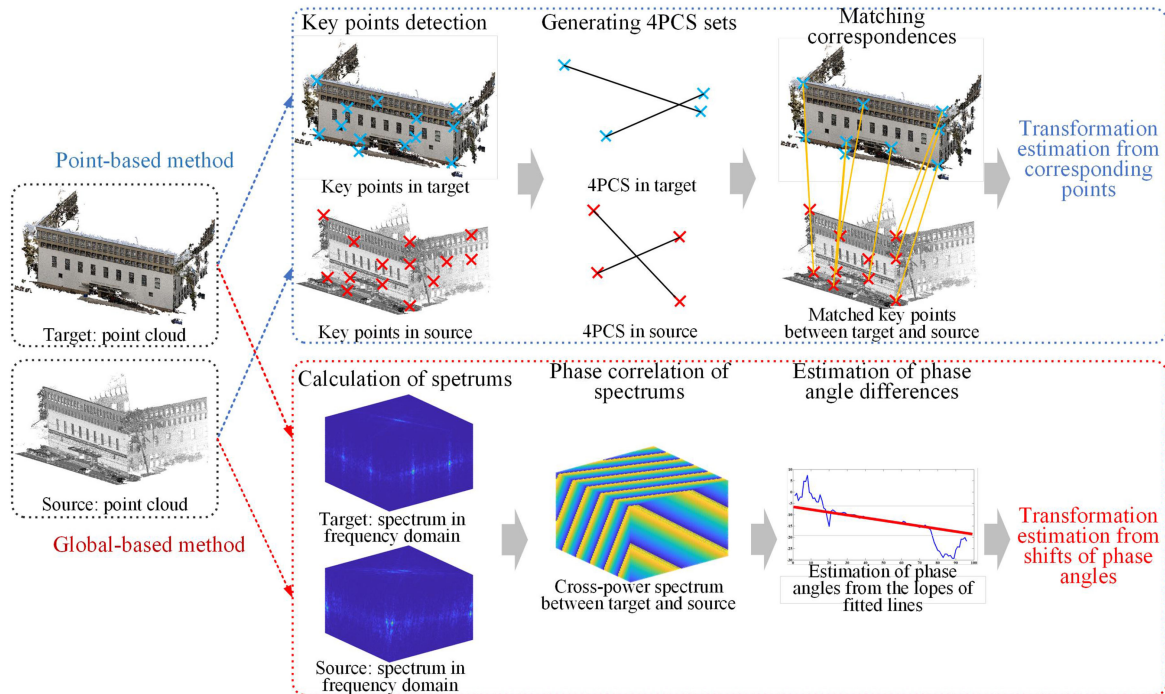 Key points detection
Generating 4PCS sets
Matching
correspondences
Point-based method
Key points in target
4PCS in target
Transformation
estimation from
corresponding
points
Target: point cloud
Key points in source
4PCS in source
Matched key points
between target and source
Source: point cloud
Global-based method
Calculation of spetrums
Phase correlation of
spectrums
Estimation of phase
angle differences
Target: spectrum in
frequency domain
Cross-power spectrum
between target and source
Estimation of phase
angles from the lopes of
fitted lines
Transformation
estimation from
shifts of phase
angles
Source: spectrum in
frequency domain